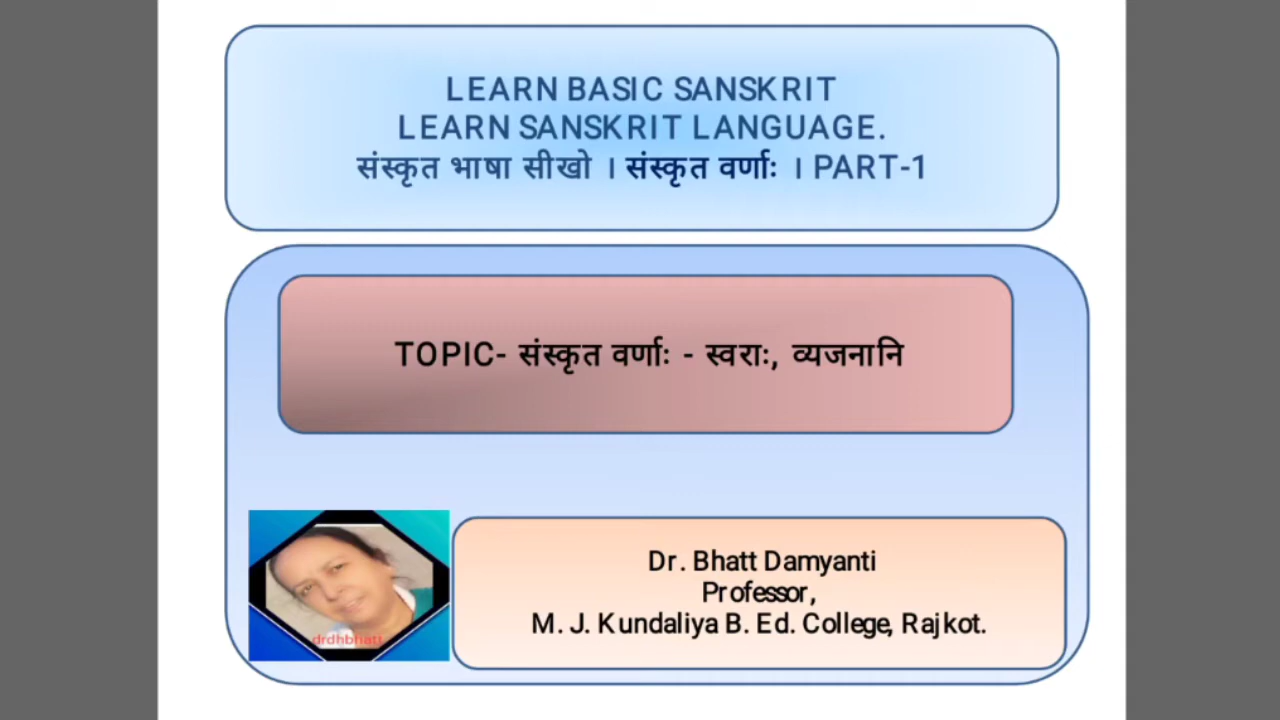 LEARN BASIC SANSKRIT
LEARN SANSKRIT LANGUAGE.
संस्कृत भाषा सीखो । संस्कृत वर्णाः । PART-1
TOPIC- संस्कृत वर्णाः - स्वराः, व्यजनानि
drdhbhatt
Dr. Bhatt Damyanti
Professor,
M. J. Kundaliya B. Ed. College, Rajkot.